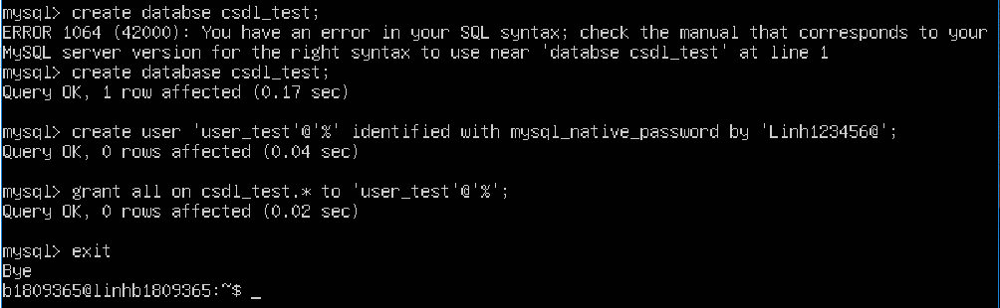 mysql> create databse csdl_test;
ERROR 1064 (42000): You have an error in your SQL syntax; check the manual that corresponds to your
MySQL server version for the right syntax to use near 'databse csdl_test' at line 1
mysql> create database csdl_test;
Query OK, 1 row affected (0.17 sec)
mysql> create user 'user_test'@'%' identified with mysql_native_password by 'Linh123456@';
Query OK, 0 rows affected (0.04 sec)
mysql> grant all on csdl_test.* to 'user_test'@'%';
Query OK, 0 rows affected (0.02 sec)
mysql> exit
Bye
b1809365@linhb1809365:~$ _